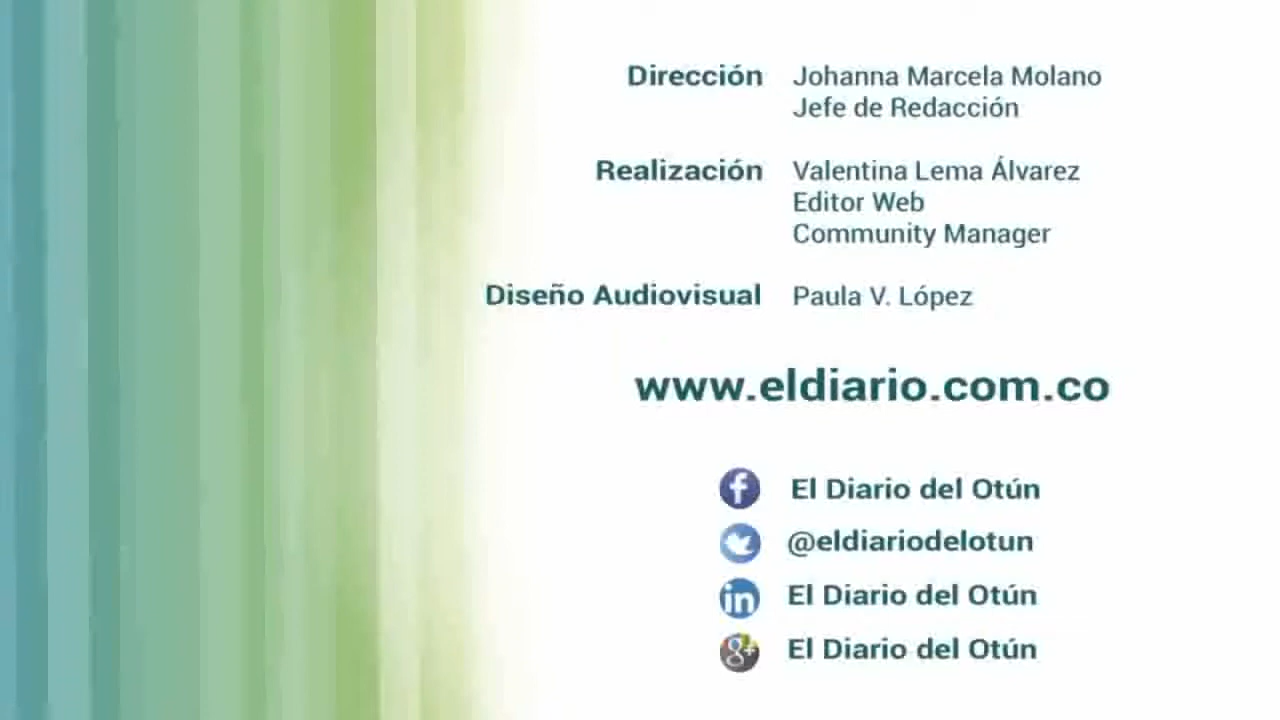 Dirección Johanna Marcela Molano
Jefe de Redacción
Realización Valentina Lema Álvarez
Editor Web
Community Manager
Diseño Audiovisual Paula V. López
www.eldiario.com.co
El Diario del Otún
@eldiariodelotun
in El Diario del Otún
g+ El Diario del Otún